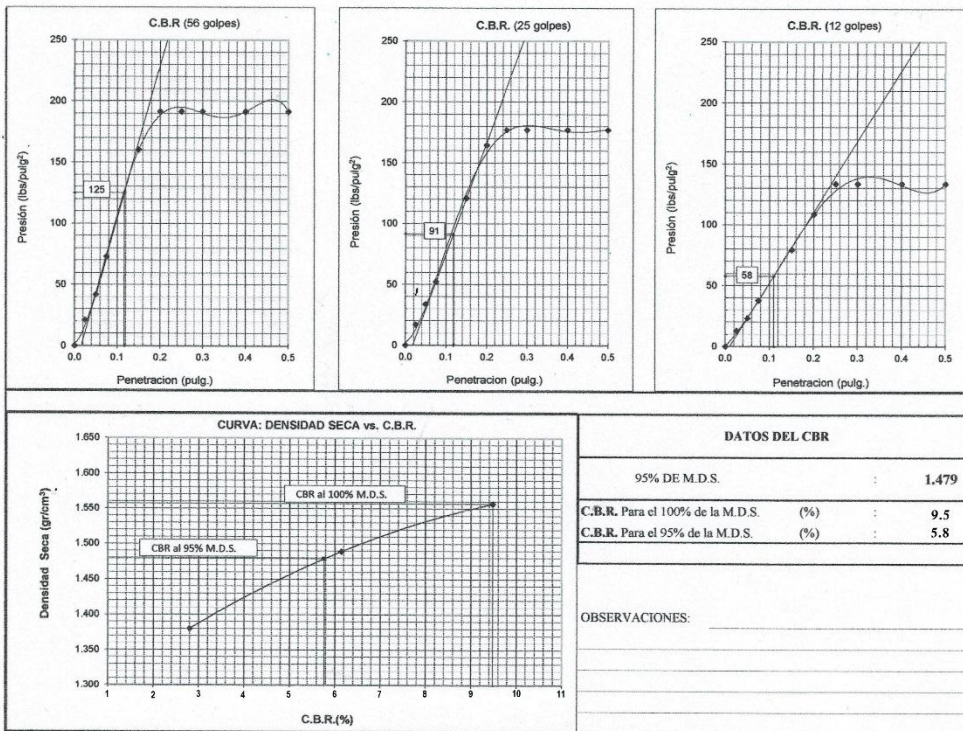 C.B.R (56 golpes)
250
200
150
100
50
0
125
Presión (lbs/pulg²)
0.0 0.1 0.2 0.3 0.4 0.5
Penetracion (pulg.)
C.B.R. (25 golpes)
250
200
150
100
50
0
91
Presión (lbs/pulg²)
0.0 0.1 0.2 0.3 0.4 0.5
Penetracion (pulg.)
C.B.R. (12 golpes)
250
200
150
100
50
0
58
Presión (lbs/pulg²)
0.0 0.1 0.2 0.3 0.4 0.5
Penetracion (pulg.)
CURVA: DENSIDAD SECA vs. C.B.R.
1.650
1.600
1.550
1.500
1.450
1.400
1.350
1.300
Densidad Seca (gr/cm³)
CBR al 100% M.D.S.
CBR al 95% M.D.S.
1 2 3 4 5 6 7 8 9 10 11
C.B.R.(%)
DATOS DEL CBR
95% DE M.D.S. : 1.479
C.B.R. Para el 100% de la M.D.S. (%) : 9.5
C.B.R. Para el 95% de la M.D.S. (%) : 5.8
OBSERVACIONES: